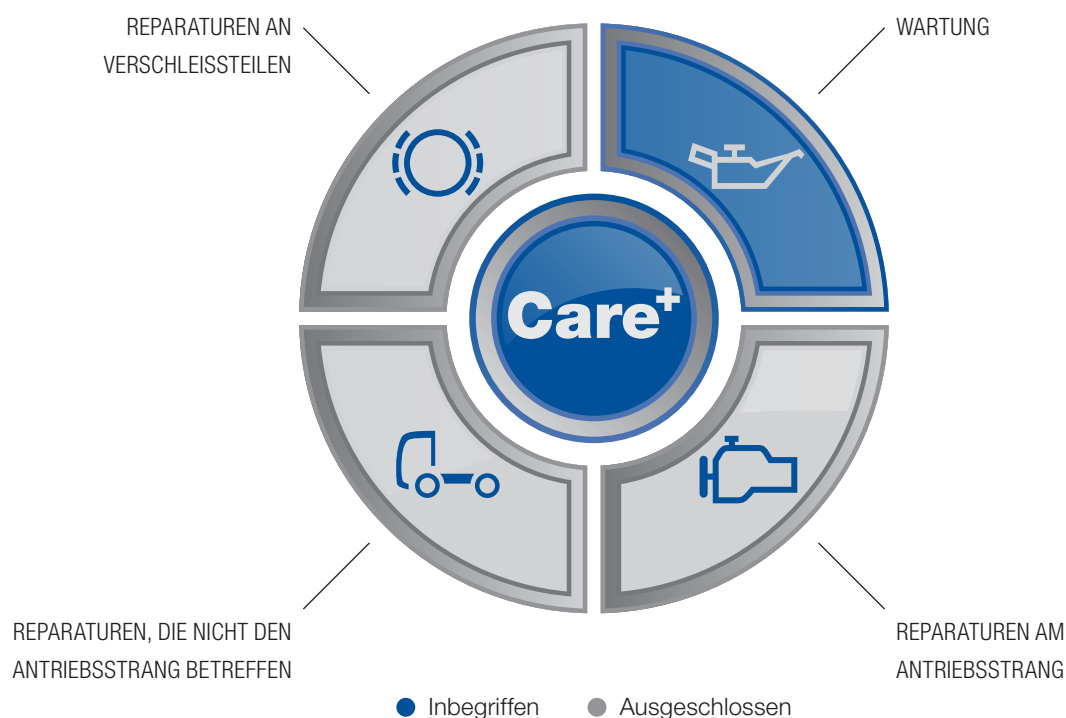 REPARATUREN AN
VERSCHLEISSTEILEN
WARTUNG
Care+
REPARATUREN, DIE NICHT DEN
ANTRIEBSSTRANG BETREFFEN
REPARATUREN AM
ANTRIEBSSTRANG
Inbegriffen
Ausgeschlossen